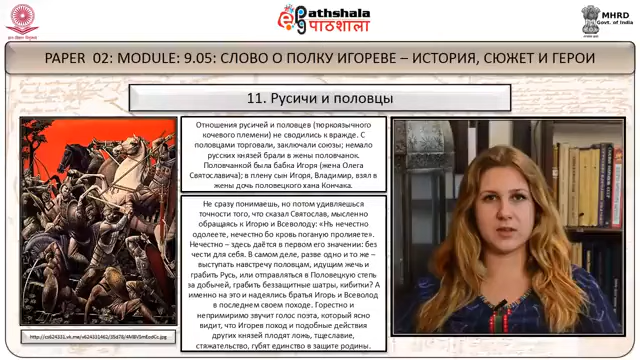 ePathshala
पाठशाला
MHRD
Govt. of India
PAPER 02: MODULE: 9.05: СЛОВО О ПОЛКУ ИГОРЕВЕ – ИСТОРИЯ, СЮЖЕТ И ГЕРОИ
11. Русичи и половцы
Отношения русичей и половцев (тюркоязычного
кочевого племени) не сводились к вражде. С
половцами торговали, заключали союзы; немало
русских князей брали в жены половчанок.
Половчанкой была бабка Игоря (жена Олега
Святославича); в плену сын Игоря, Владимир, взял в
жены дочь половецкого хана Кончака.
Не сразу понимаешь, но потом удивляешься
точности того, что сказал Святослав, мысленно
обращаясь к Игорю и Всеволоду: «Нъ нечестно
одолеете, нечестно бо кровь поганую пролияете».
Нечестно – здесь даётся в первом его значении: без
чести для себя. В самом деле, разве одно и то же –
выступать навстречу половцам, идущим жечь и
грабить Русь, или отправляться в Половецкую степь
за добычей, грабить беззащитные шатры, кибитки? А
именно на это и надеялись братья Игорь и Всеволод
в последнем своем походе. Горестно и
непримиримо звучит голос поэта, который ясно
видит, что Игорев поход и подобные действия
других князей плодят ложь, тщеславие,
стяжательство, губят единство в защите родины.